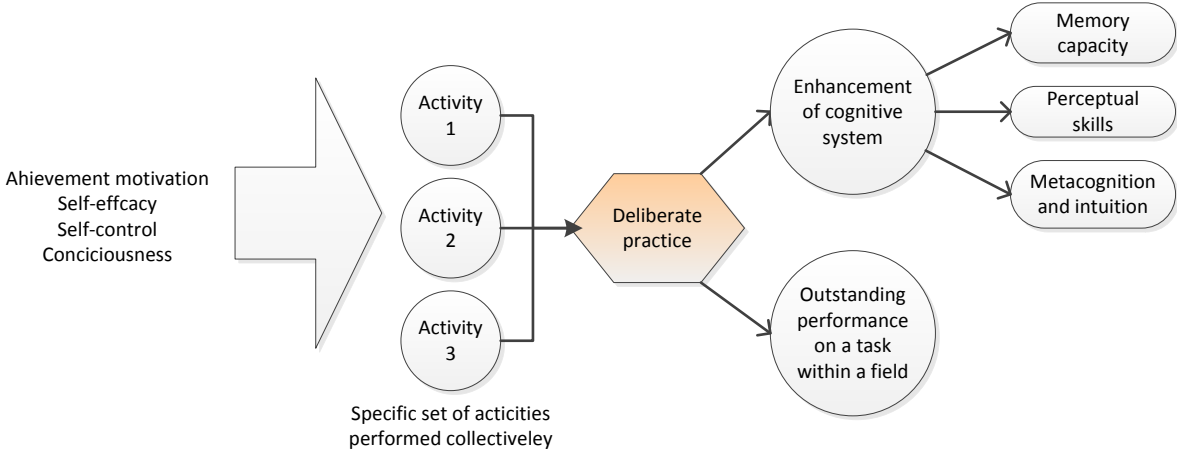 Ahievement motivation
Self-effcacy
Self-control
Conciciousness
Activity
1
Activity
2
Activity
3
Specific set of acticities
performed collectiveley
Deliberate
practice
Enhancement
of cognitive
system
Outstanding
performance
on a task
within a field
Memory
capacity
Perceptual
skills
Metacognition
and intuition